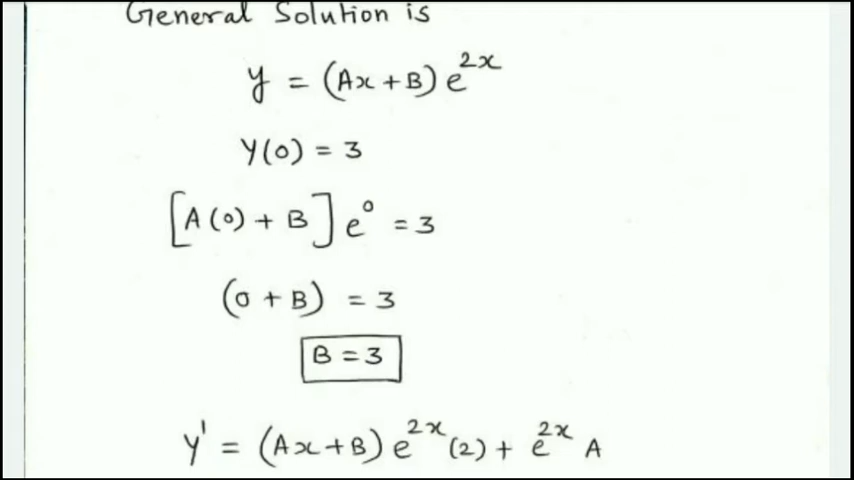 General Solution is
y = (Ax + B) e^{2x}
y(0) = 3
[A(0) + B] e^0 = 3
(0 + B) = 3
B = 3
y' = (Ax + B) e^{2x} (2) + e^{2x} A